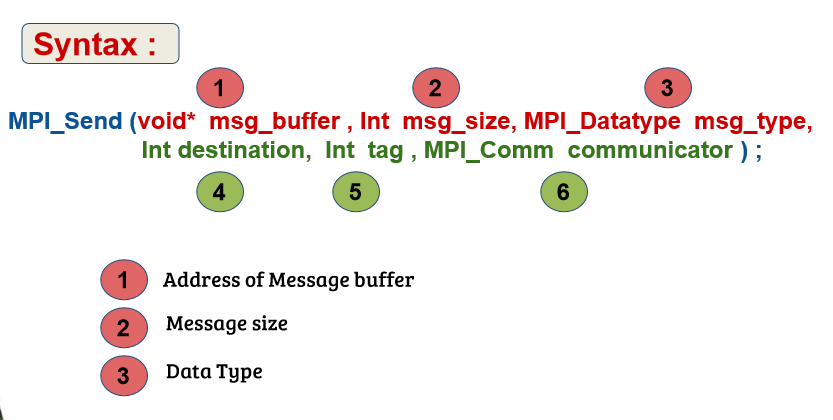 Syntax :
1 2 3
MPI_Send (void* msg_buffer , Int msg_size, MPI_Datatype msg_type,
Int destination, Int tag , MPI_Comm communicator ) ;
4 5 6
1 Address of Message buffer
2 Message size
3 Data Type